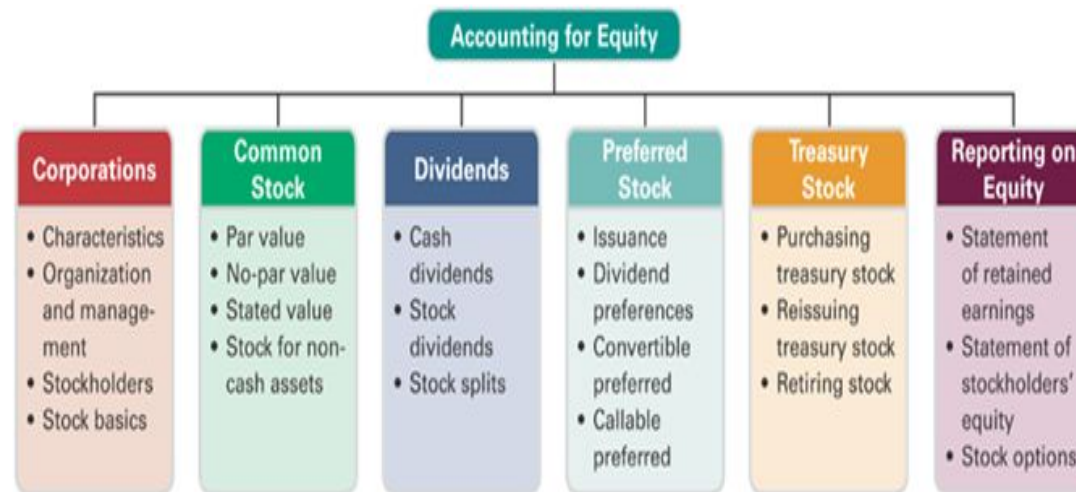 Accounting for Equity
Corporations
• Characteristics
• Organization
and manage-
ment
• Stockholders
• Stock basics
Common
Stock
• Par value
• No-par value
• Stated value
• Stock for non-
cash assets
Dividends
• Cash
dividends
• Stock
dividends
• Stock splits
Preferred
Stock
• Issuance
• Dividend
preferences
• Convertible
preferred
• Callable
preferred
Treasury
Stock
• Purchasing
treasury stock
• Reissuing
treasury stock
• Retiring stock
Reporting on
Equity
• Statement
of retained
earnings
• Statement of
stockholders'
equity
• Stock options